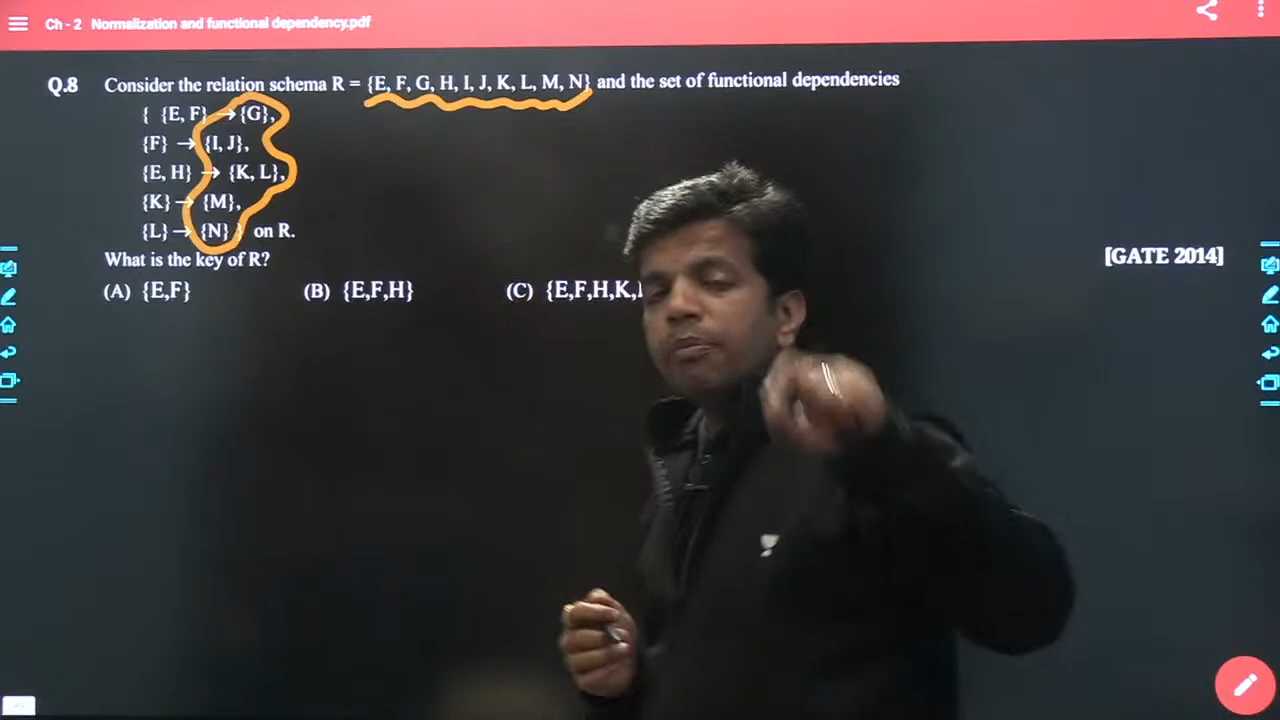 Ch - 2 Normalization and functional dependency.pdf
Q.8 Consider the relation schema R = {E, F, G, H, I, J, K, L, M, N} and the set of functional dependencies
{ {E, F} → {G},
{F} → {I, J},
{E, H} → {K, L},
{K} → {M},
{L} → {N} } on R.
What is the key of R? [GATE 2014]
(A) {E,F} (B) {E,F,H} (C) {E,F,H,K,